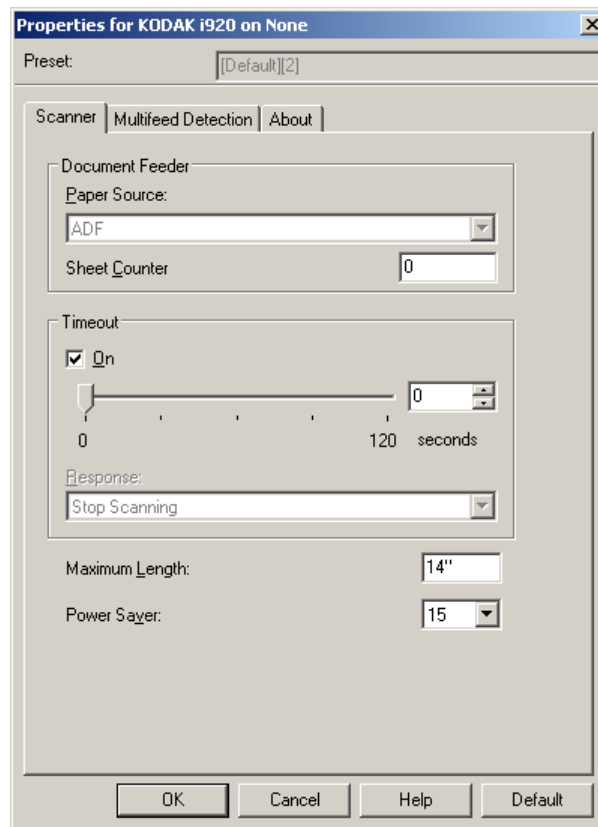 Properties for KODAK i920 on None
Preset: [Default][2]
Scanner Multifeed Detection About
Document Feeder
Paper Source:
ADF
Sheet Counter 0
Timeout
On
0
0 120 seconds
Response:
Stop Scanning
Maximum Length: 14"
Power Saver: 15
OK Cancel Help Default